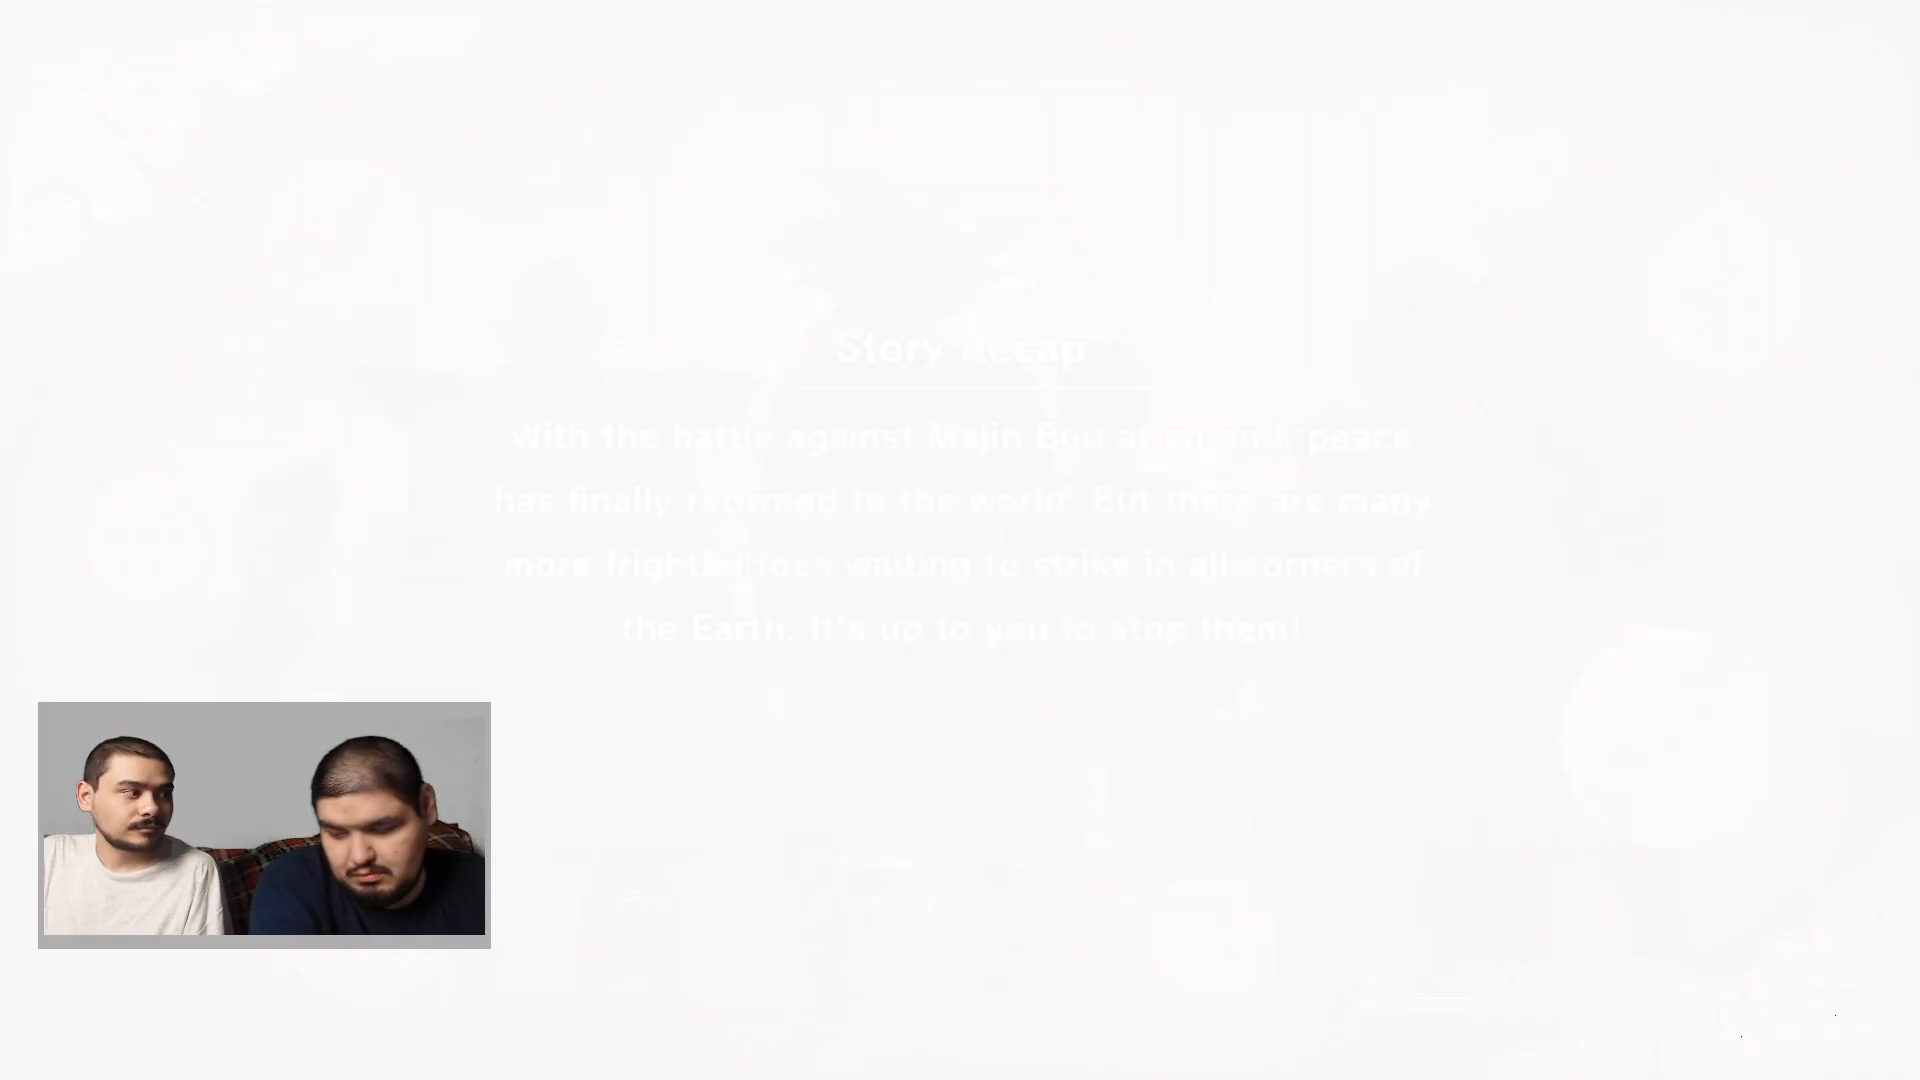 Story Recap
With the battle against Majin Buu at an end, peace
has finally returned to the world. But there are many
more frightful foes waiting to strike in all corners of
the Earth. It's up to you to stop them!